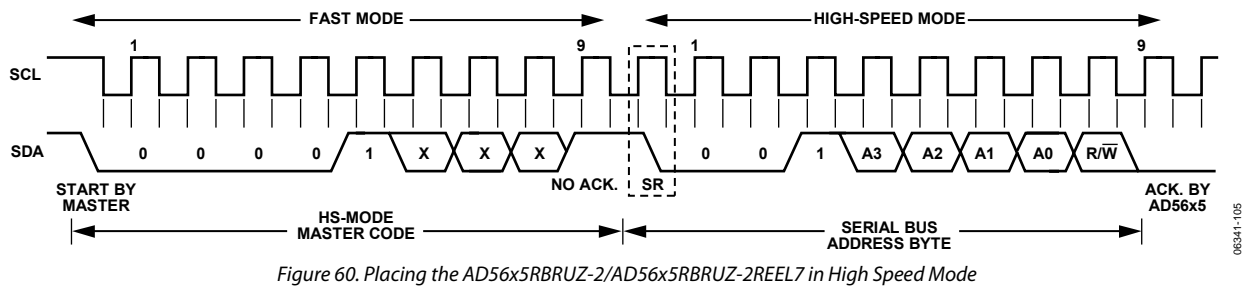 FAST MODE HIGH-SPEED MODE
1 9 1 9
SCL
SDA 0 0 0 0 1 X X X 0 0 1 A3 A2 A1 A0 R/W̅
START BY MASTER NO ACK. SR ACK. BY AD56x5
HS-MODE MASTER CODE SERIAL BUS ADDRESS BYTE
06341-105
Figure 60. Placing the AD56x5RBRUZ-2/AD56x5RBRUZ-2REEL7 in High Speed Mode